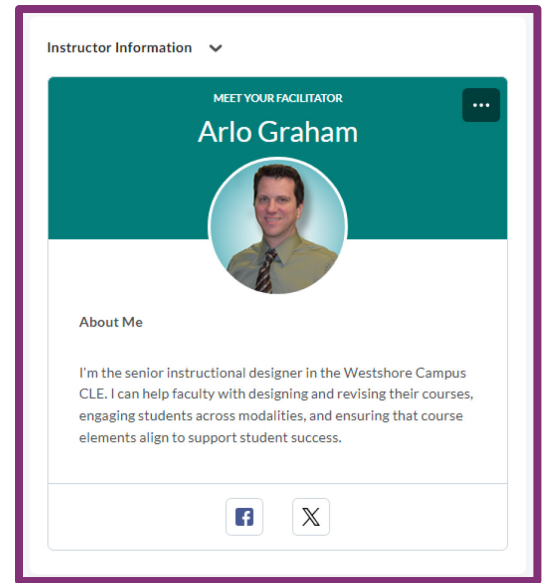 Instructor Information
MEET YOUR FACILITATOR
Arlo Graham
About Me
I'm the senior instructional designer in the Westshore Campus
CLE. I can help faculty with designing and revising their courses,
engaging students across modalities, and ensuring that course
elements align to support student success.